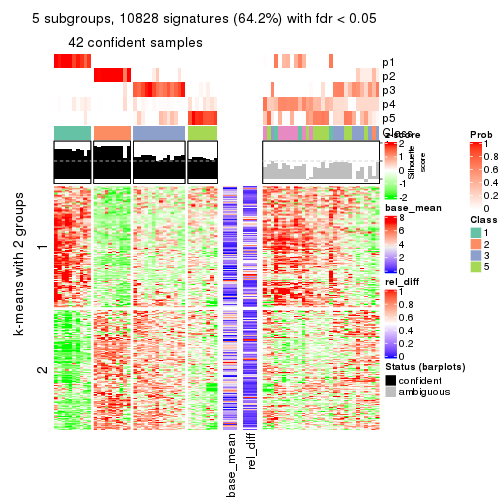 5 subgroups, 10828 signatures (64.2%) with fdr < 0.05
42 confident samples
p1
p2
p3
p4
p5
Class
Silhouette
score
k-means with 2 groups
1
2
base_mean
rel_diff
z-score
2
1
0
-1
-2
base_mean
8
6
4
2
0
rel_diff
1
0.8
0.6
0.4
0.2
0
Status (barplots)
confident
ambiguous
Prob
1
0.8
0.6
0.4
0.2
0
Class
1
2
3
5